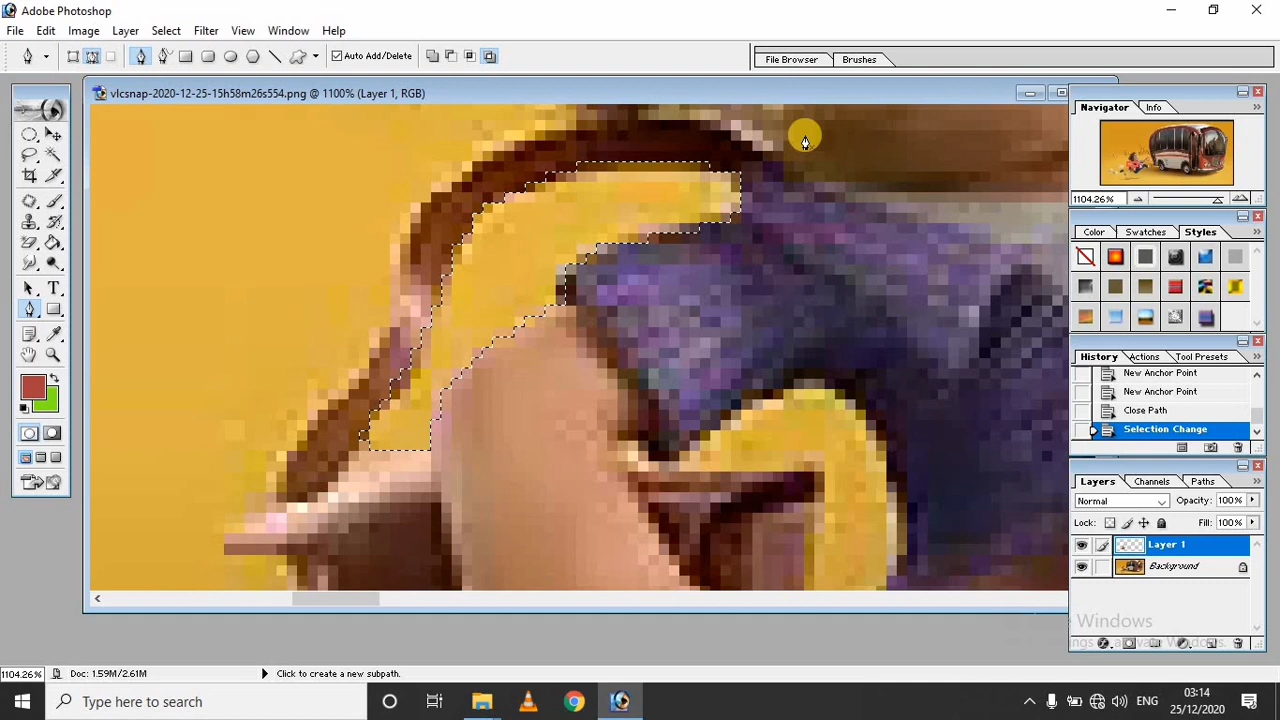 Adobe Photoshop
File Edit Image Layer Select Filter View Window Help
Auto Add/Delete
File Browser Brushes
vlcsnap-2020-12-25-15h58m26s554.png @ 1100% (Layer 1, RGB)
Navigator Info
1104.26%
Color Swatches Styles
History Actions Tool Presets
New Anchor Point
New Anchor Point
Close Path
Selection Change
Layers Channels Paths
Normal Opacity: 100%
Lock: Fill: 100%
Layer 1
Background
Windows
1104.26% Doc: 1.59M/2.61M Click to create a new subpath.
Type here to search
ENG
03:14
25/12/2020